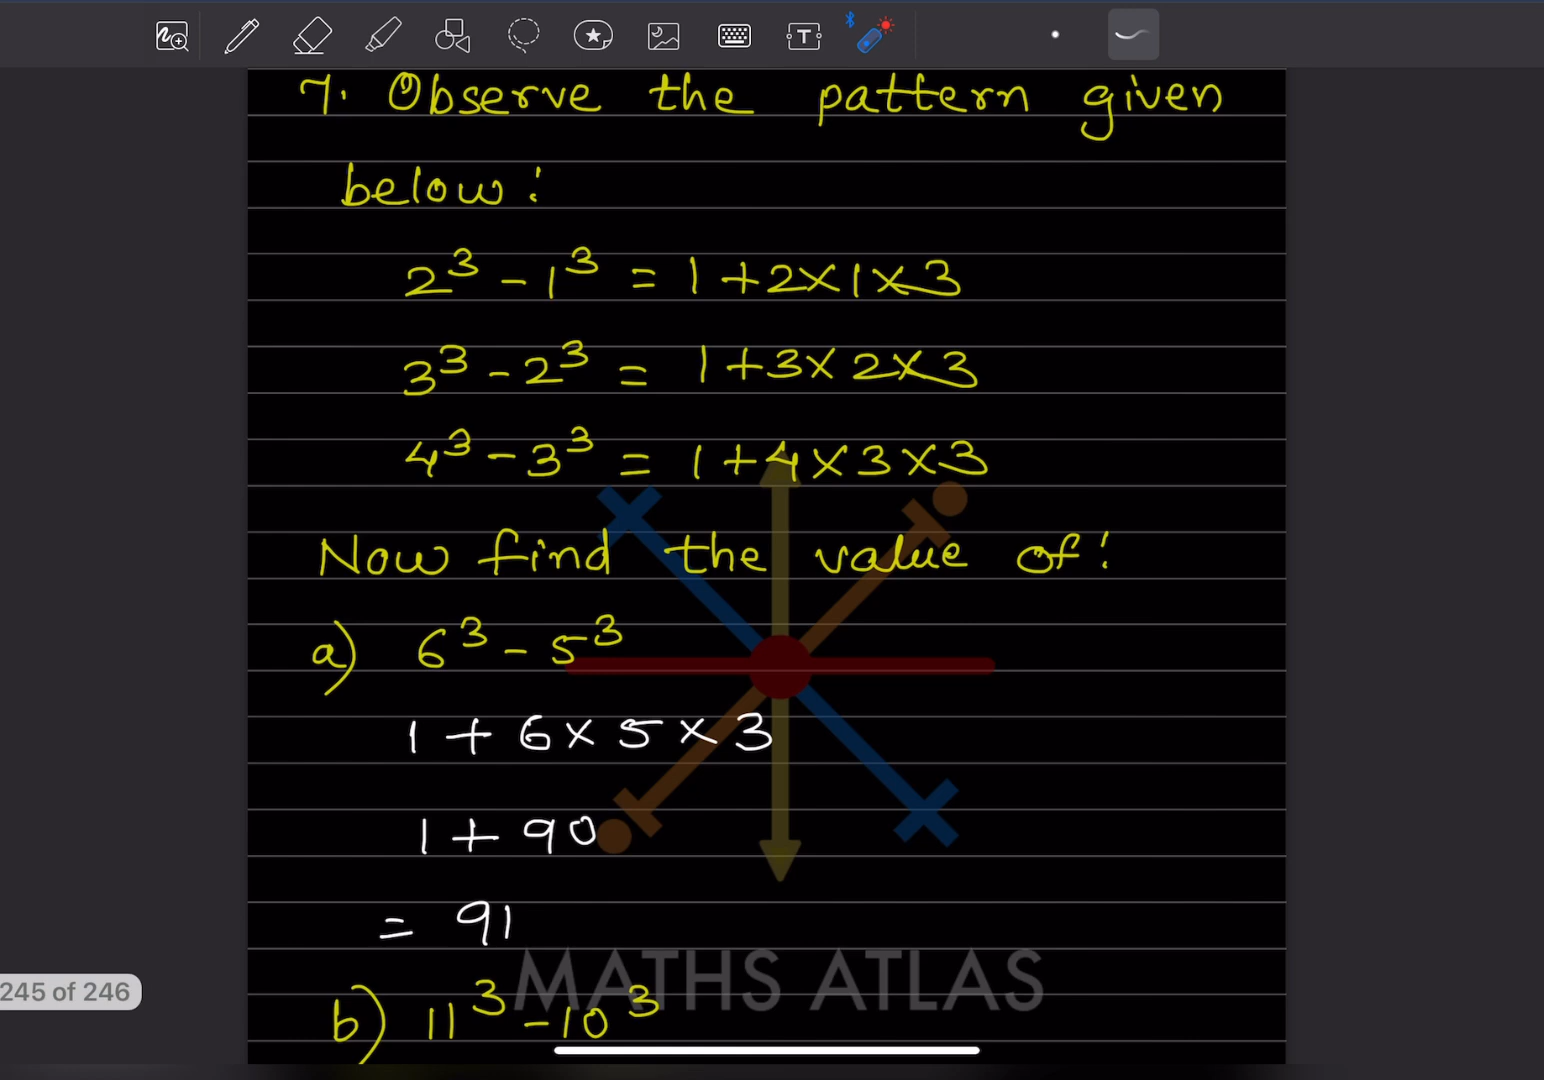 7. Observe the pattern given
below:
2³ - 1³ = 1 + 2 × 1 × 3
3³ - 2³ = 1 + 3 × 2 × 3
4³ - 3³ = 1 + 4 × 3 × 3
Now find the value of:
a) 6³ - 5³
1 + 6 × 5 × 3
1 + 90
= 91
MATHS ATLAS
245 of 246
b) 11³ - 10³